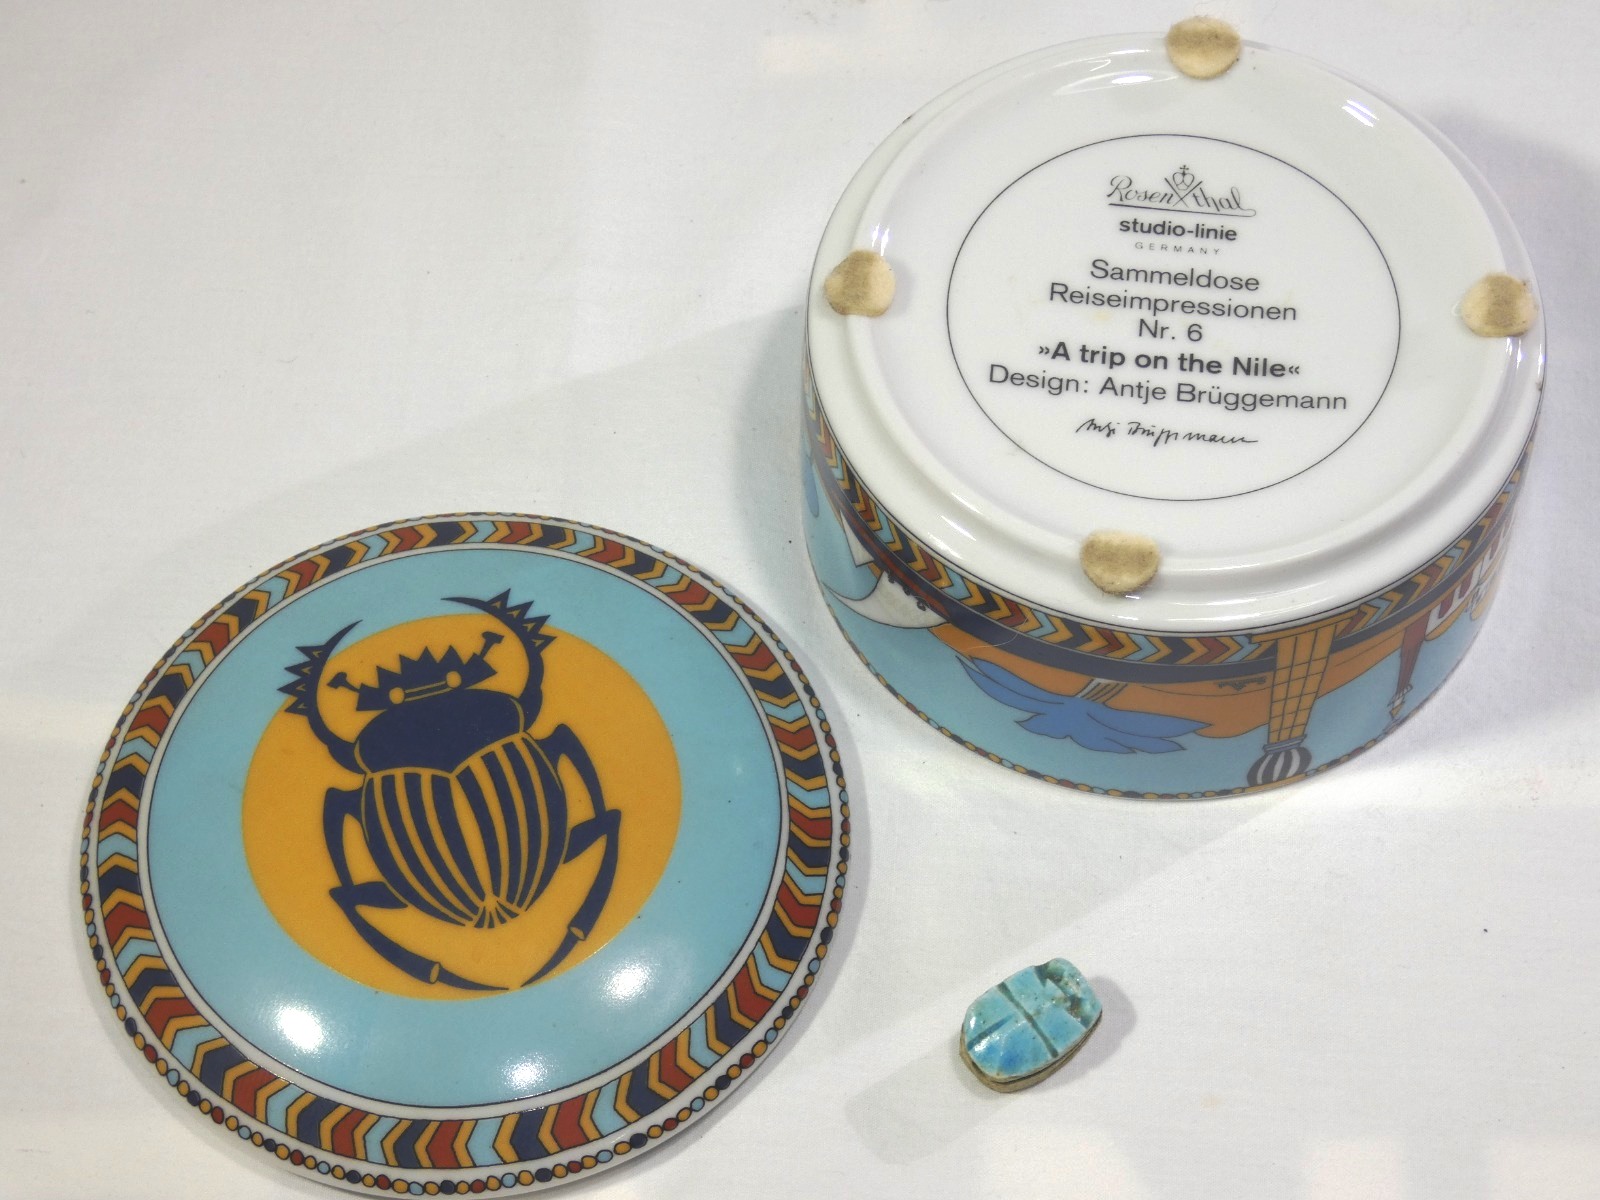 Rosenthal
studio-linie
GERMANY
Sammeldose
Reiseimpressionen
Nr. 6
»A trip on the Nile«
Design: Antje Brüggemann